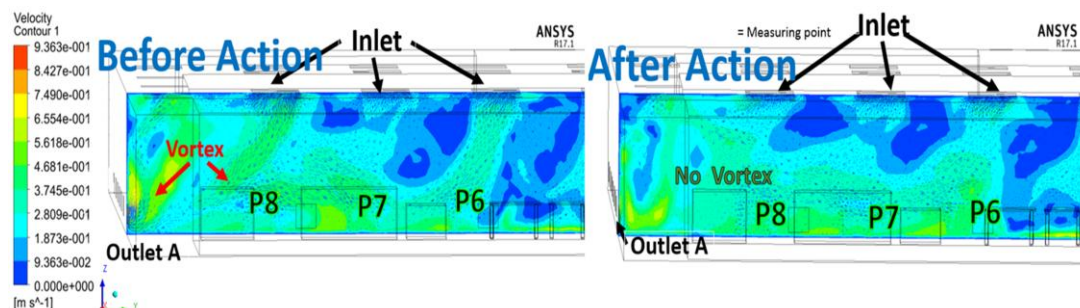 Velocity
Contour 1
9.363e-001
8.427e-001
7.490e-001
6.554e-001
5.618e-001
4.681e-001
3.745e-001
2.809e-001
1.873e-001
9.363e-002
0.000e+000
[m s^-1]
Before Action
Inlet
ANSYS
R17.1
Vortex
P8
P7
P6
Outlet A
Z
X
Y
After Action
= Measuring point
Inlet
ANSYS
R17.1
No Vortex
P8
P7
P6
Outlet A